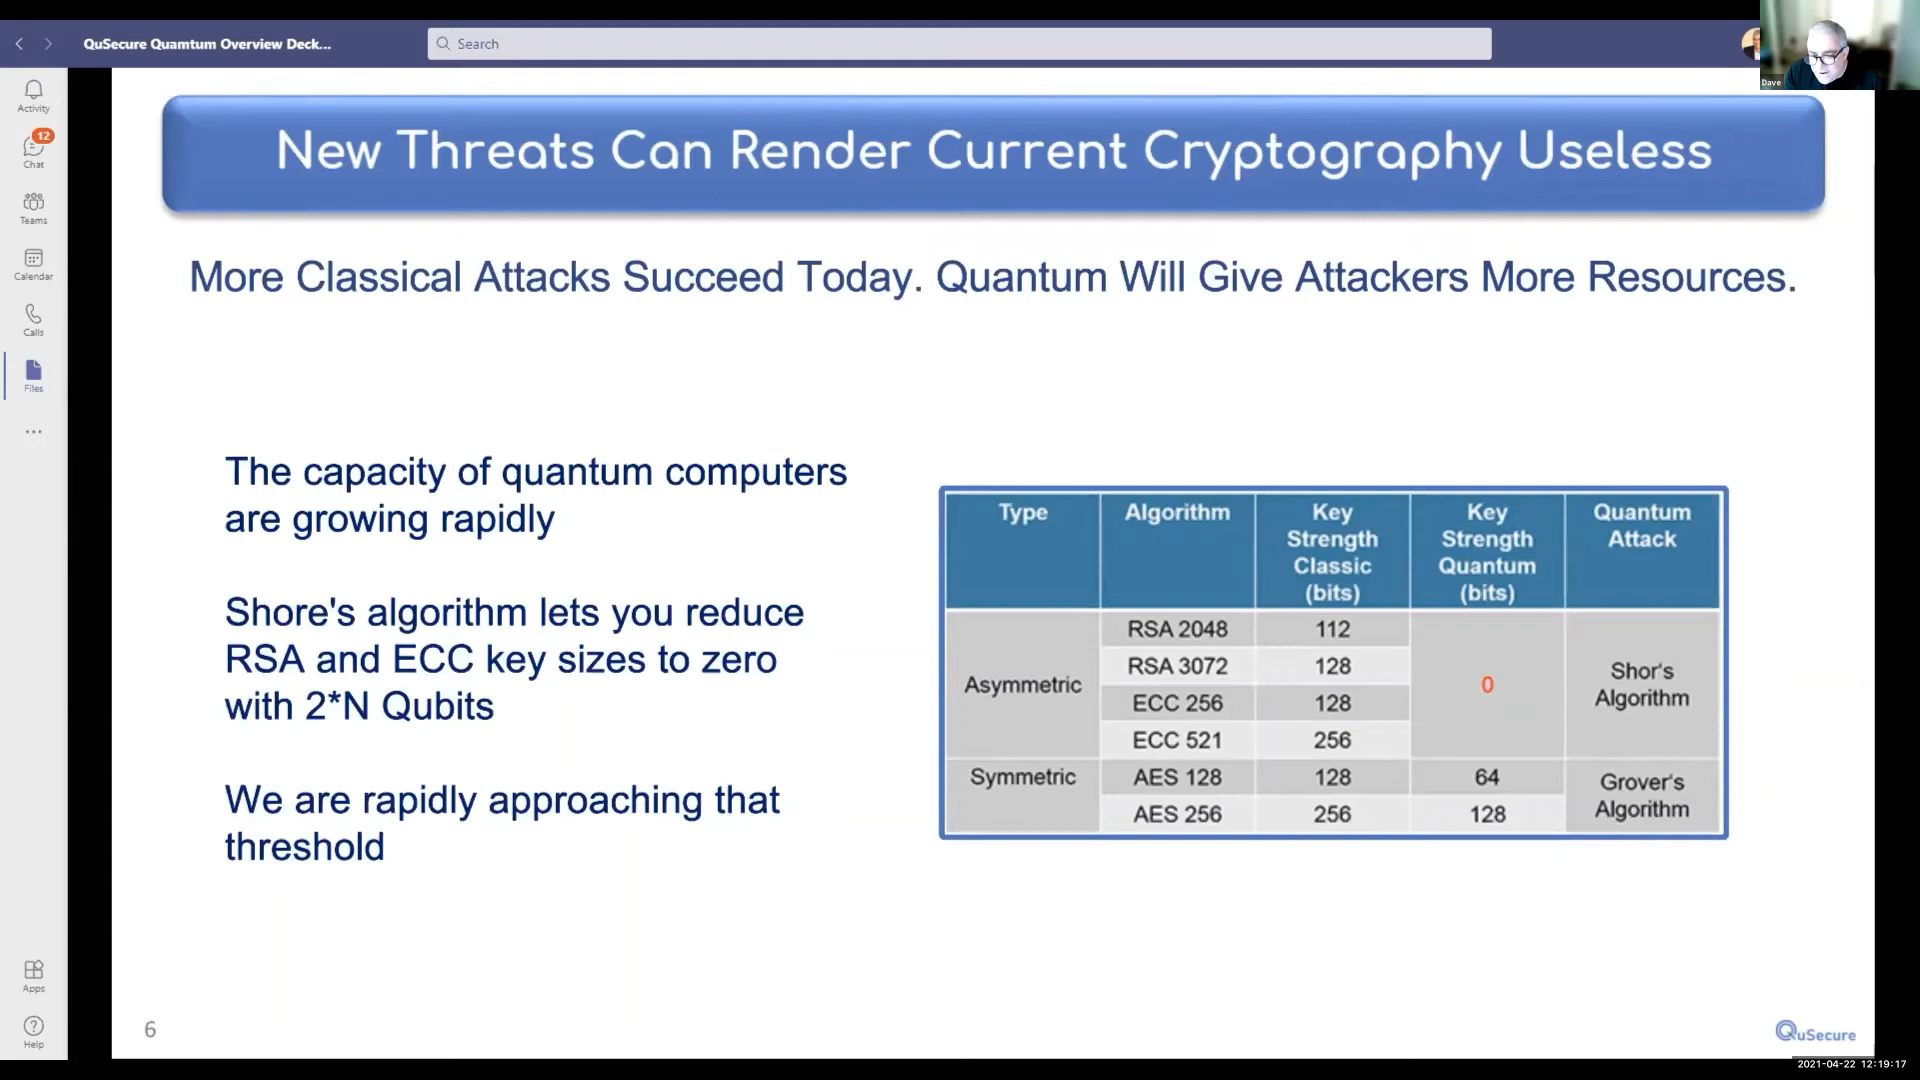 QuSecure Quamtum Overview Deck...
Search
Dave
Activity
12
Chat
Teams
Calendar
Calls
Files
Apps
Help
New Threats Can Render Current Cryptography Useless
More Classical Attacks Succeed Today. Quantum Will Give Attackers More Resources.
The capacity of quantum computers
are growing rapidly
Shore's algorithm lets you reduce
RSA and ECC key sizes to zero
with 2*N Qubits
We are rapidly approaching that
threshold
Type Algorithm Key Strength Classic (bits) Key Strength Quantum (bits) Quantum Attack
Asymmetric RSA 2048 112 0 Shor's Algorithm
RSA 3072 128
ECC 256 128
ECC 521 256
Symmetric AES 128 128 64 Grover's Algorithm
AES 256 256 128
6
QuSecure
2021-04-22 12:19:17